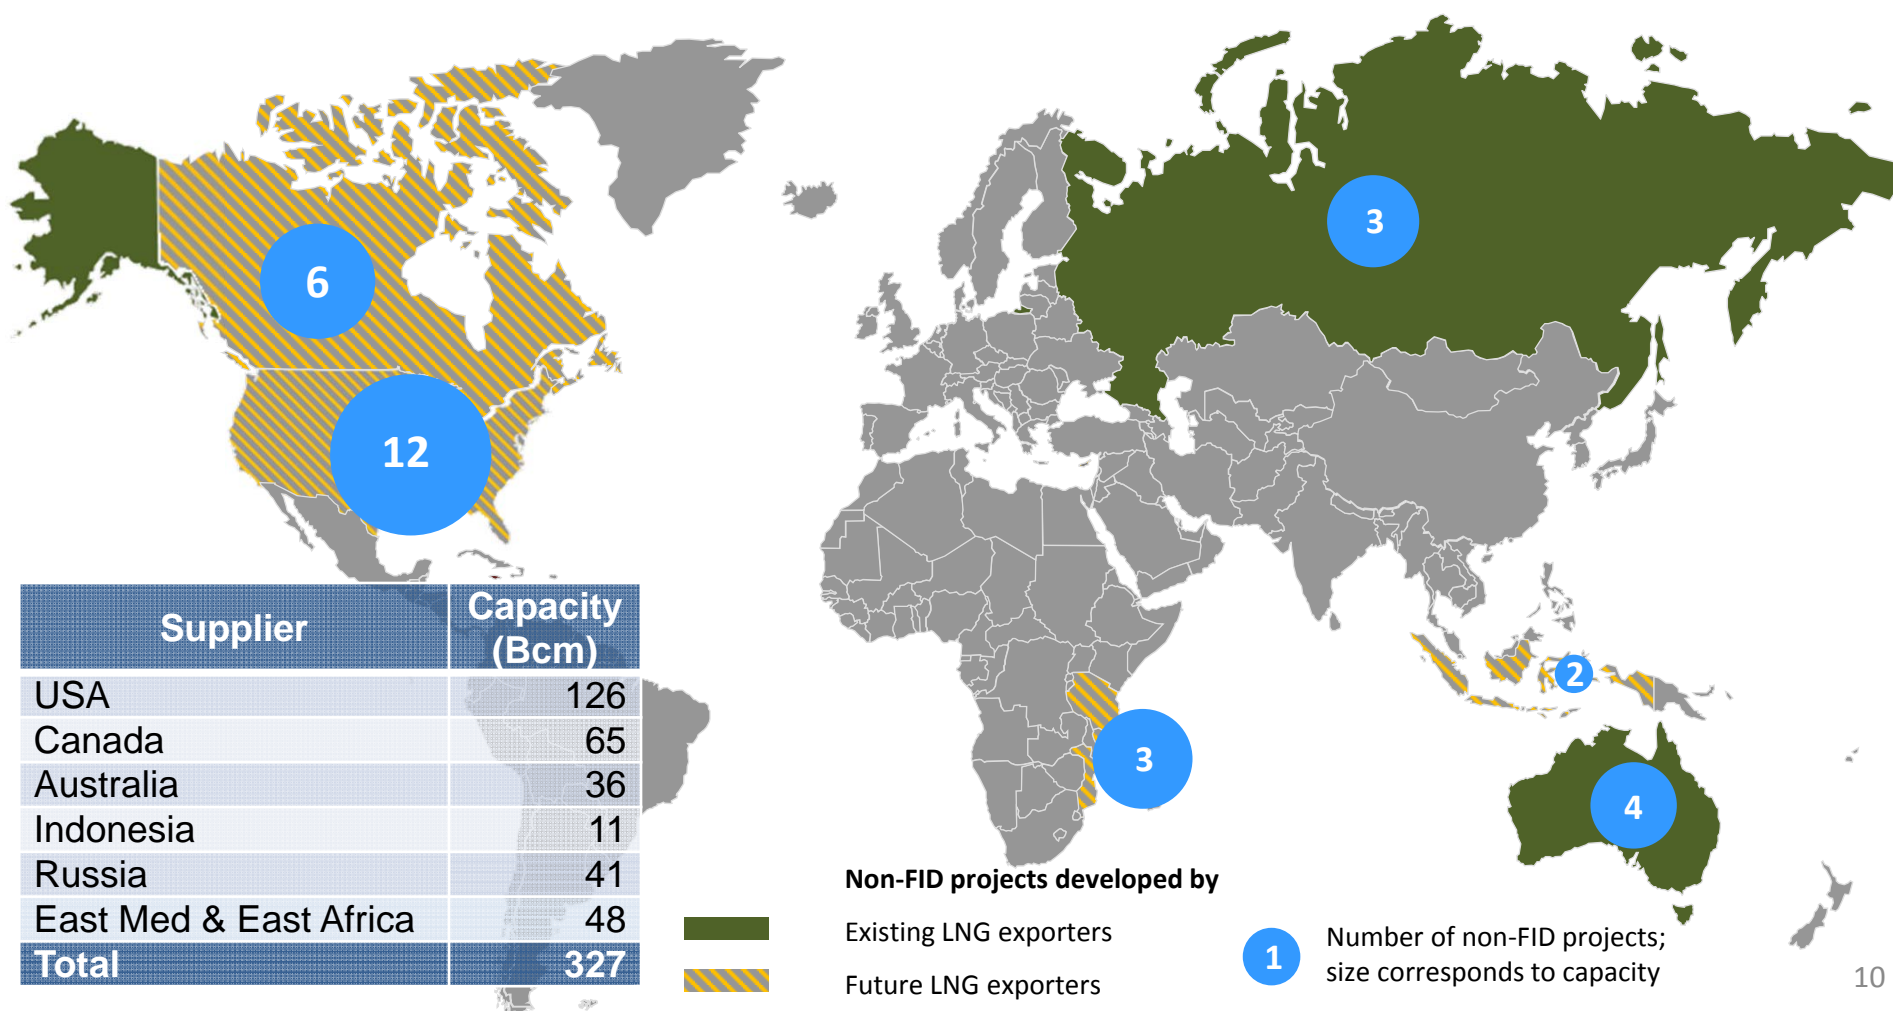 6
12
3
3
2
4
Supplier Capacity
(Bcm)
USA 126
Canada 65
Australia 36
Indonesia 11
Russia 41
East Med & East Africa 48
Total 327
Non-FID projects developed by
Existing LNG exporters
Future LNG exporters
1
Number of non-FID projects;
size corresponds to capacity
10